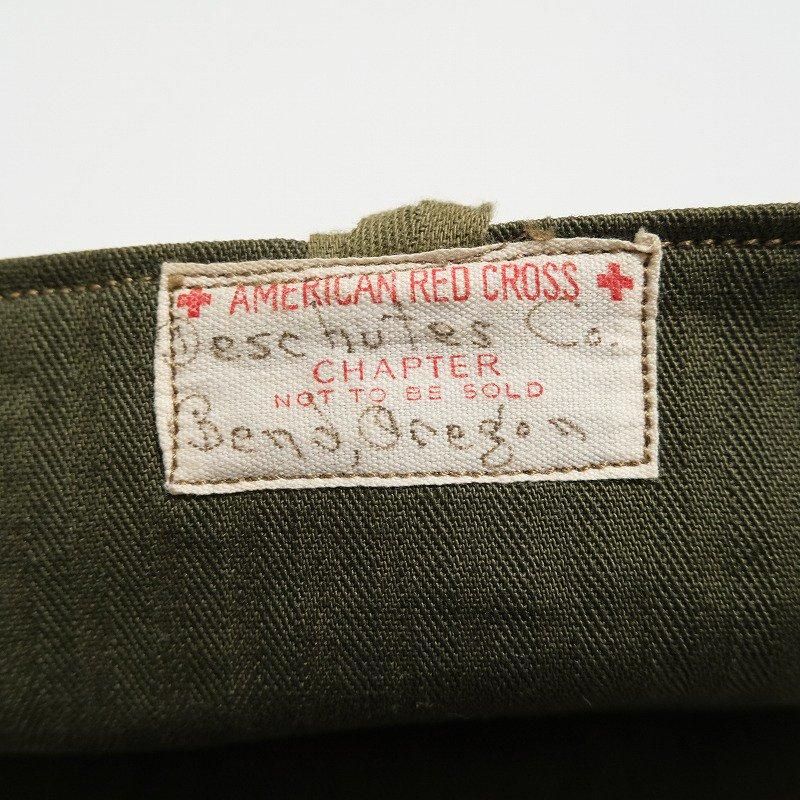 AMERICAN RED CROSS
Deschutes Co.
CHAPTER
NOT TO BE SOLD
Bend, Oregon